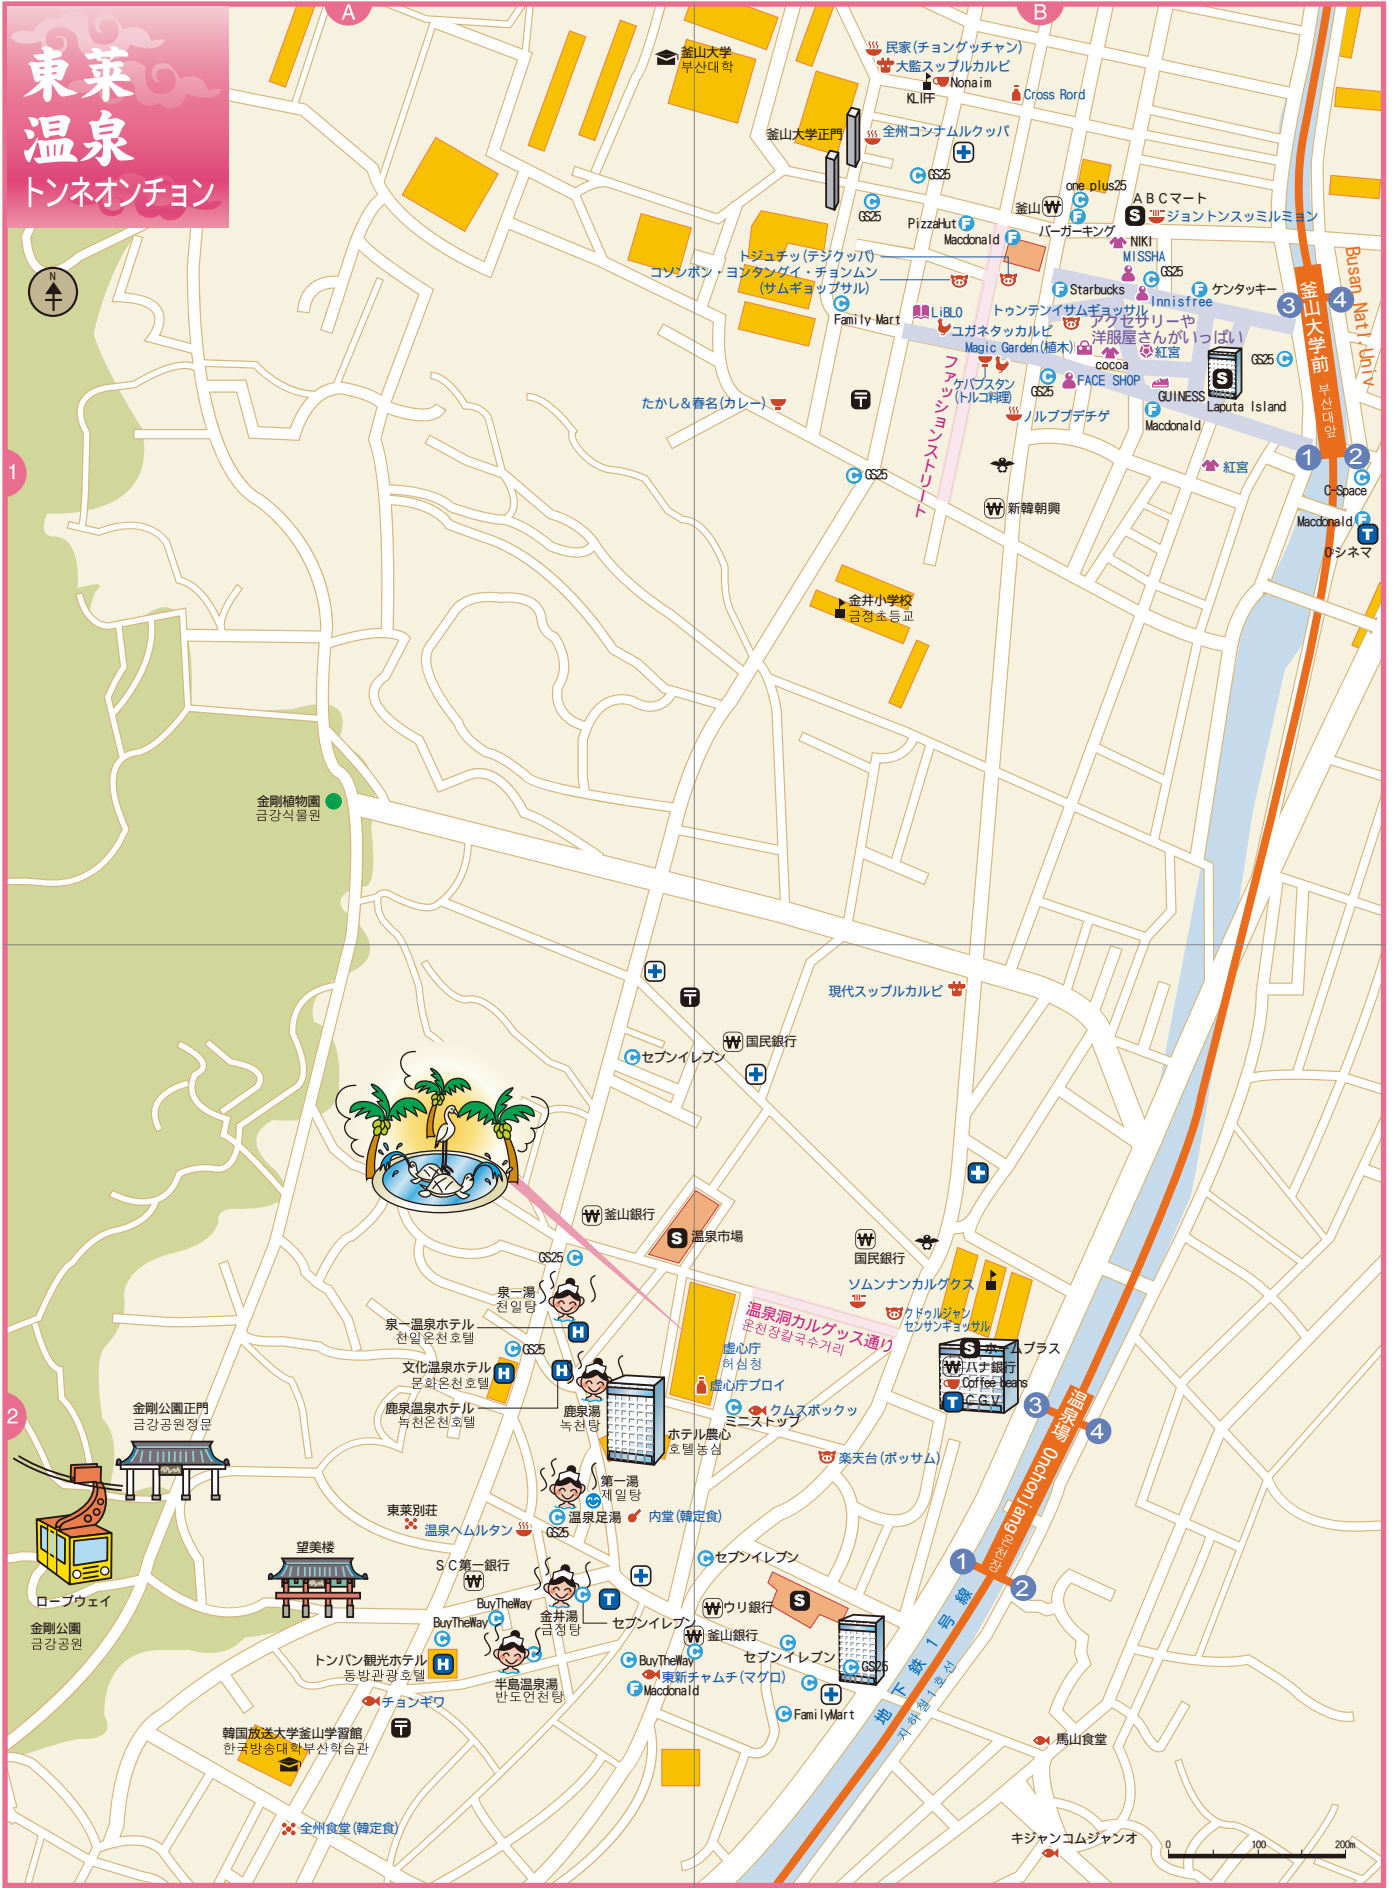 A
B
1
2
東莱
温泉
トンネオンチョン
N
釜山大学
부산대학
民家(チョングッチャン)
大監スップルカルビ
Nonaim
KLIFF
Cross Rord
釜山大学正門
全州コンナムルクッパ
GS25
GS25
one plus25
釜山
ABCマート
ジョントンスッミルミョン
PizzaHut
Macdonald
バーガーキング
NIKI
MISSHA
トジュチッ(テジクッパ)
コソンボン・ヨンタングイ・チョンムン
(サムギョップサル)
GS25
Starbucks
Innisfree
ケンタッキー
Family Mart
LiBLO
トゥンテンイサムギョッサル
アクセサリーや
洋服屋さんがいっぱい
ユガネタッカルビ
Magic Garden(植木)
cocoa
紅宮
GS25
ケバブスタン
(トルコ料理)
GS25
FACE SHOP
GUINESS
Laputa Island
Macdonald
たかし&春名(カレー)
ノルブブデチゲ
ファッションストリート
GS25
紅宮
新韓朝興
3
4
釜山大学前
부산대앞
Busan Nat'l.Univ
1
2
C-Space
Macdonald
O²シネマ
金井小学校
금정초등교
金剛植物園
금강식물원
現代スップルカルビ
国民銀行
セブンイレブン
釜山銀行
温泉市場
GS25
国民銀行
ソムンナンカルグクス
クドゥルジャン
センサンギョッサル
泉一湯
천일탕
泉一温泉ホテル
천일온천호텔
GS25
文化温泉ホテル
문화온천호텔
鹿泉温泉ホテル
녹천온천호텔
鹿泉湯
녹천탕
温泉洞カルグッス通り
온천장칼국수거리
虚心庁
허심청
虚心庁ブロイ
クムスボックッ
ミニストップ
ホテル農心
호텔농심
ホームプラス
ハナ銀行
Coffee beans
C.G.V
楽天台(ポッサム)
3
4
温泉場
Onchonjang
온천장
1
2
金剛公園正門
금강공원정문
ロープウェイ
金剛公園
금강공원
望美楼
東莱別荘
温泉ヘムルタン
第一湯
제일탕
温泉足湯
GS25
内堂(韓定食)
SC第一銀行
セブンイレブン
BuyTheWay
BuyTheWay
金井湯
금정탕
セブンイレブン
ウリ銀行
釜山銀行
セブンイレブン
GS25
トンバン観光ホテル
동방관광호텔
半島温泉湯
반도언천탕
BuyTheWay
東新チャムチ(マグロ)
Macdonald
FamilyMart
チョンギワ
地下鉄1号線
지하철1호선
韓国放送大学釜山学習館
한국방송대학부산학습관
馬山食堂
全州食堂(韓定食)
キジャンコムジャンオ
0
100
200m